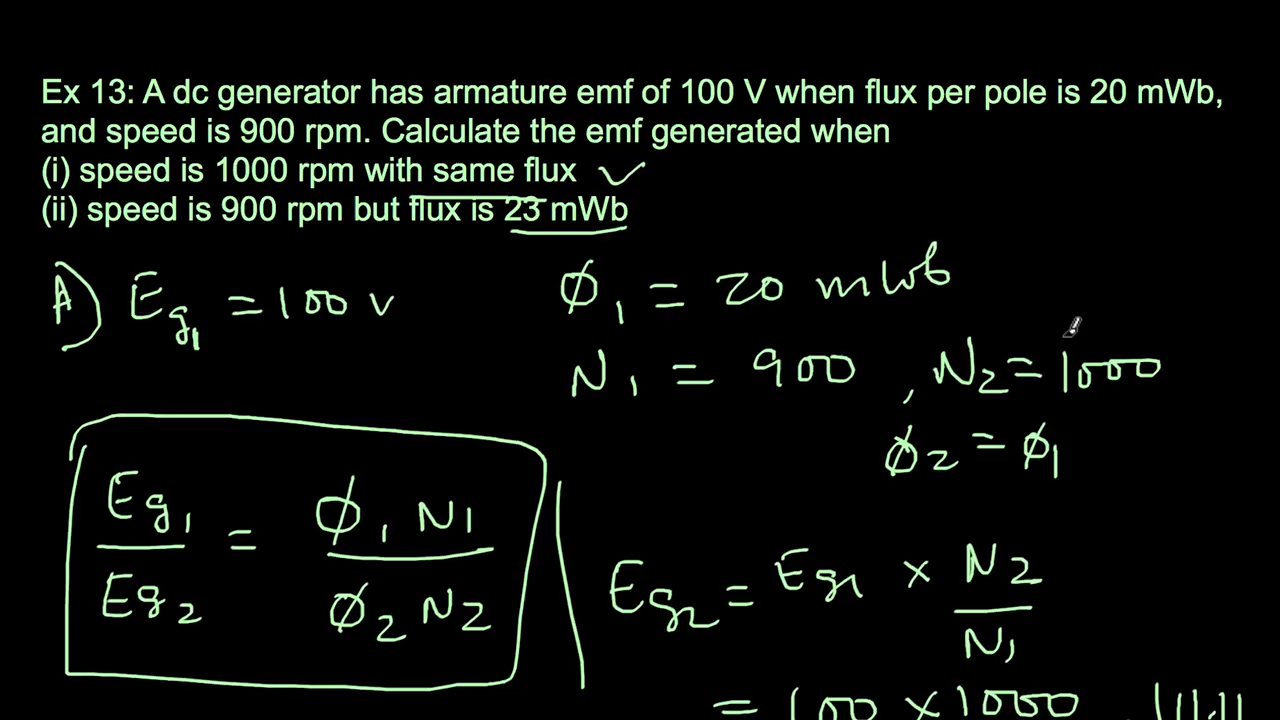 Ex 13: A dc generator has armature emf of 100 V when flux per pole is 20 mWb,
and speed is 900 rpm. Calculate the emf generated when
(i) speed is 1000 rpm with same flux
(ii) speed is 900 rpm but flux is 23 mWb
A) Eg1 = 100 V
ϕ1 = 20 mWb
N1 = 900 , N2 = 1000
ϕ2 = ϕ1
Eg1 / Eg2 = ϕ1 N1 / ϕ2 N2
Eg2 = Eg1 × N2 / N1
= 100 × 1000